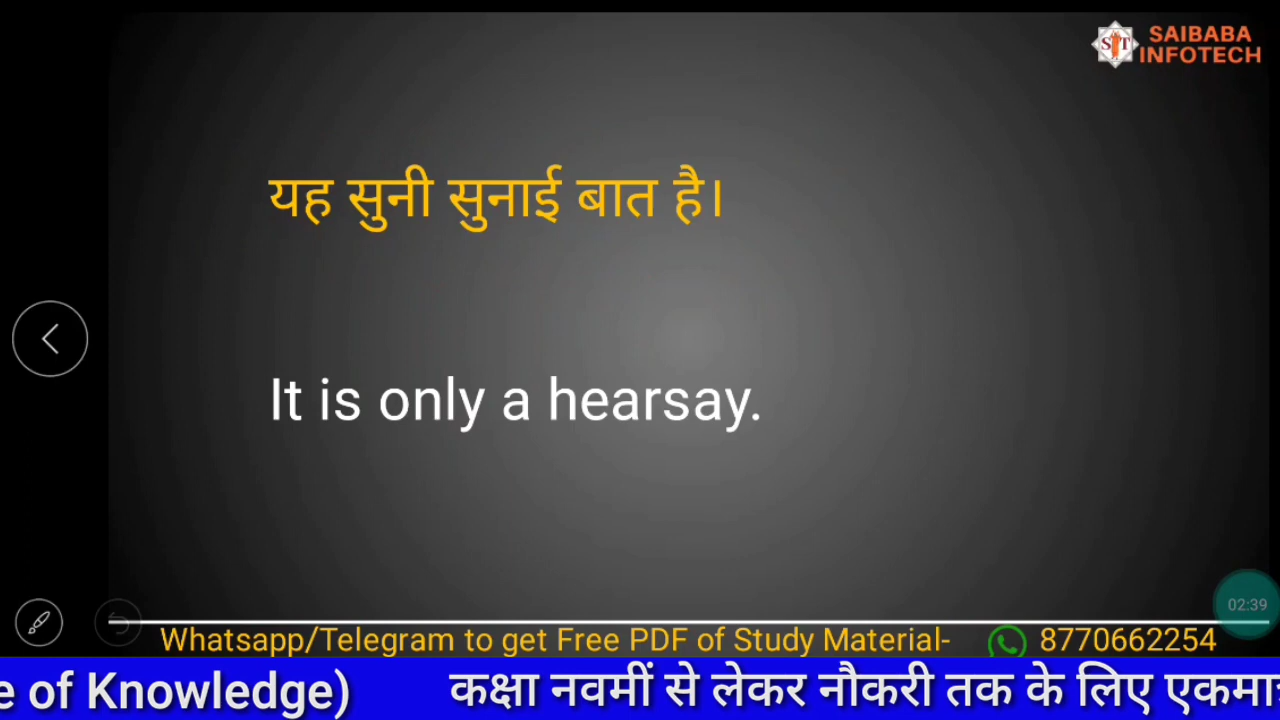 SAIBABA
INFOTECH
SIT
यह सुनी सुनाई बात है।
It is only a hearsay.
02:39
Whatsapp/Telegram to get Free PDF of Study Material- 8770662254
e of Knowledge) कक्षा नवमीं से लेकर नौकरी तक के लिए